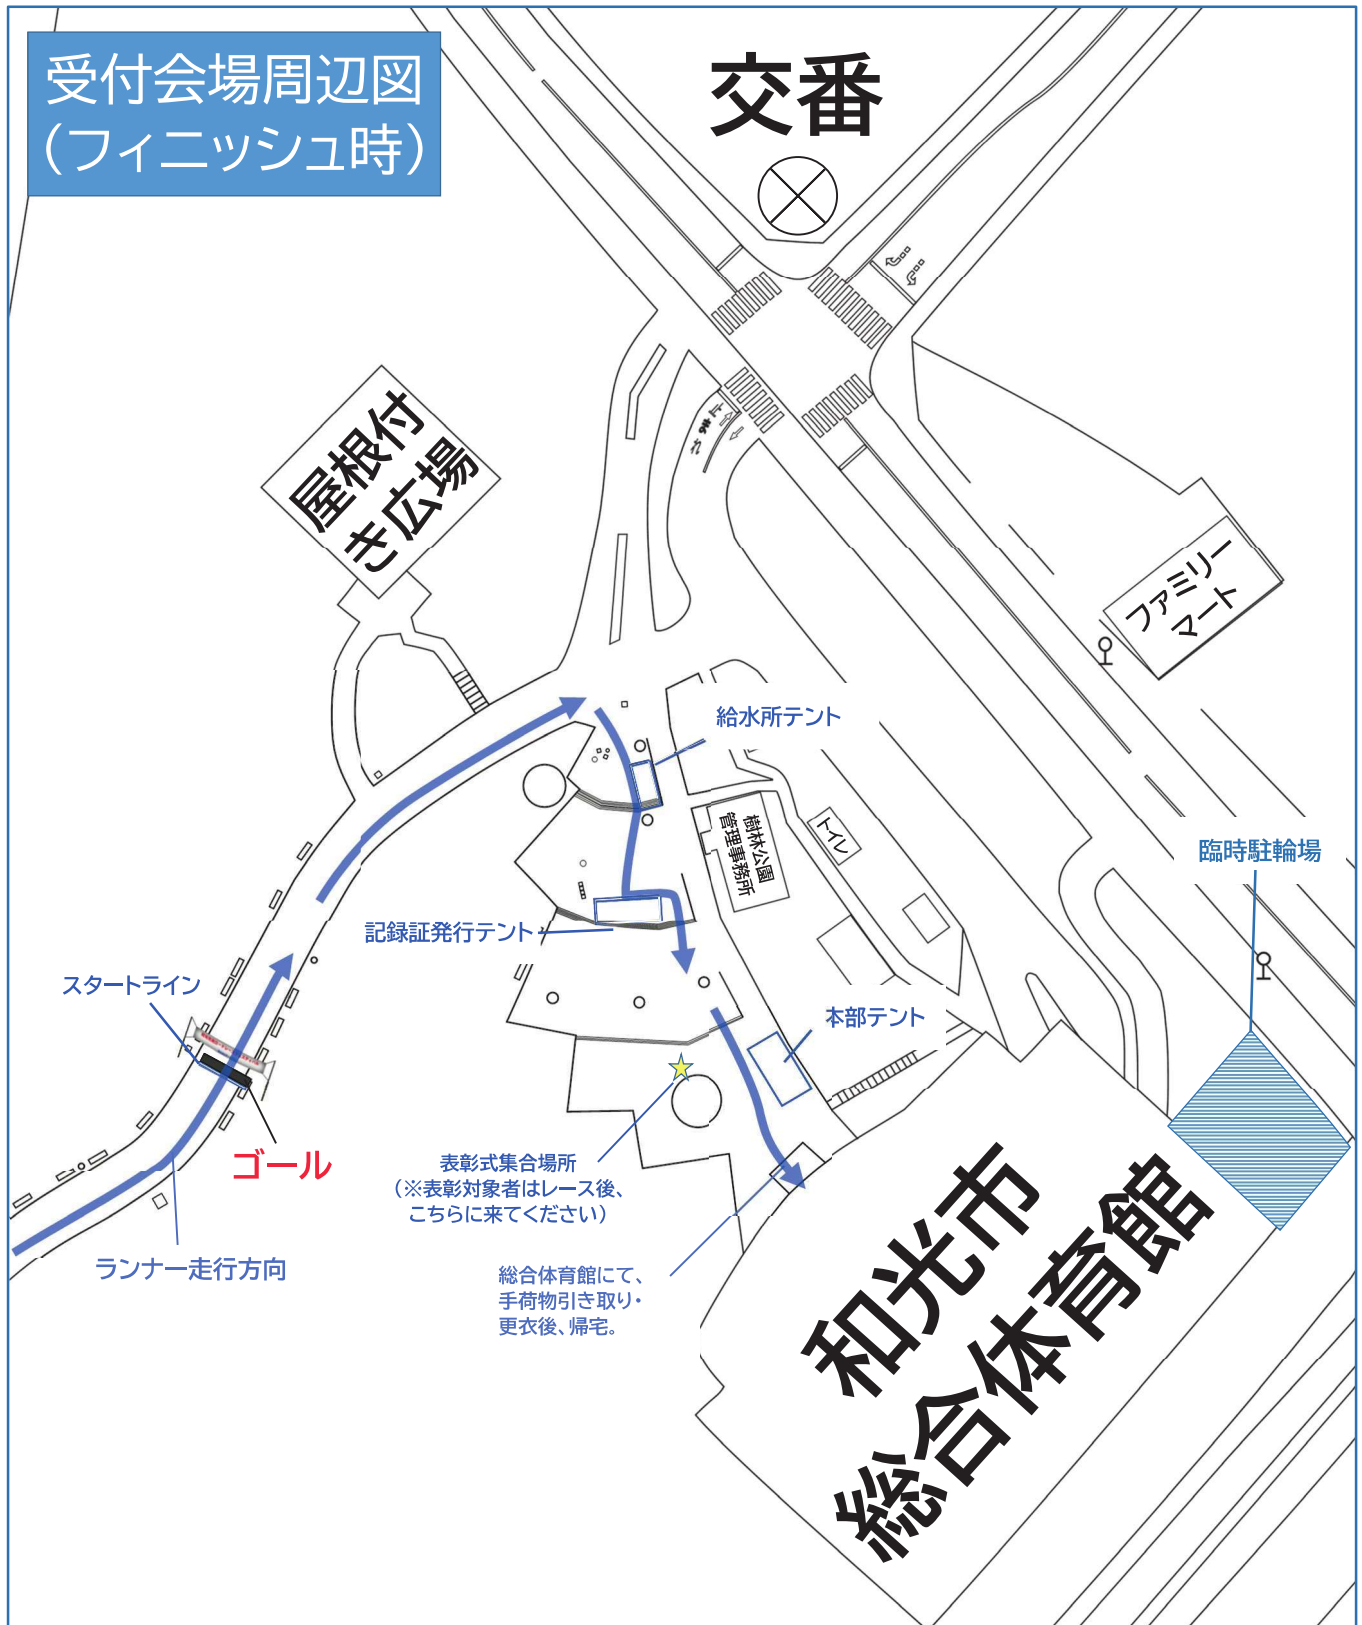 受付会場周辺図
(フィニッシュ時)
交番
屋根付
き広場
ファミリー
マート
給水所テント
樹林公園
管理事務所
トイレ
臨時駐輪場
記録証発行テント
スタートライン
本部テント
ゴール
表彰式集合場所
(※表彰対象者はレース後、
こちらに来てください)
ランナー走行方向
総合体育館にて、
手荷物引き取り・
更衣後、帰宅。
和光市
総合体育館